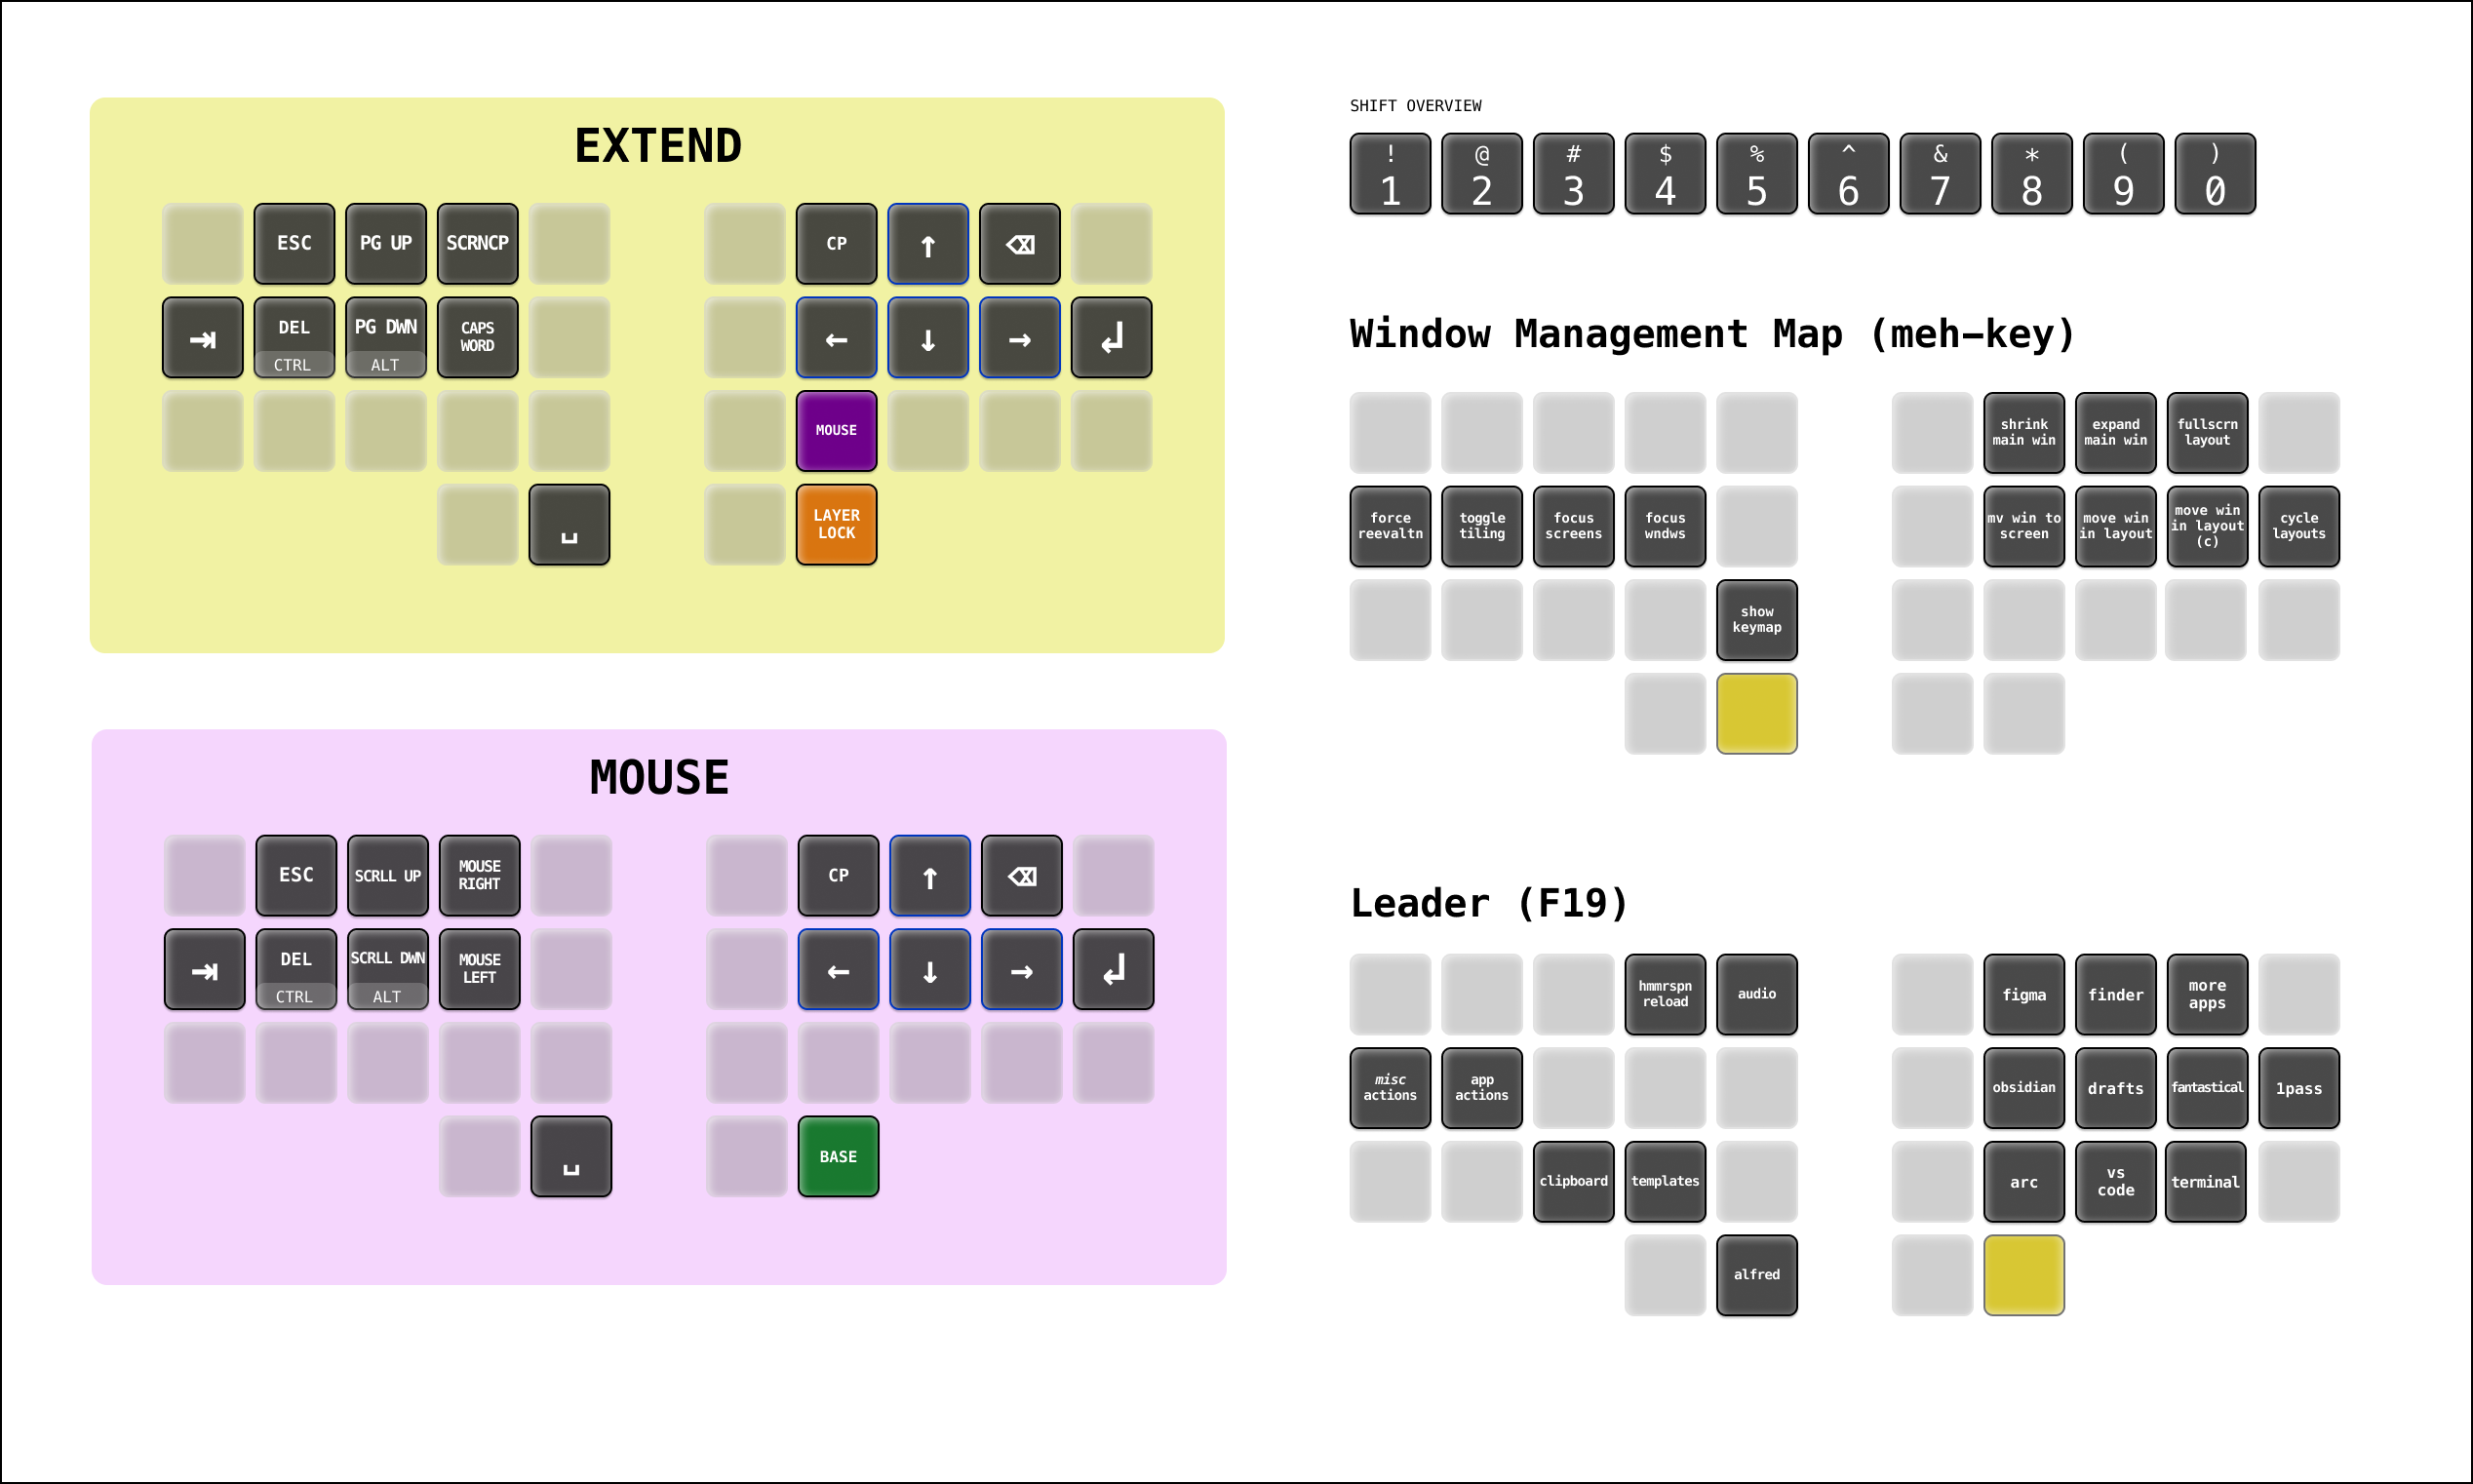 EXTEND
ESC
PG UP
SCRNCP
CP
↑
⌫
⇥
DEL
CTRL
PG DWN
ALT
CAPS
WORD
←
↓
→
↲
MOUSE
␣
LAYER
LOCK
MOUSE
ESC
SCRLL UP
MOUSE
RIGHT
CP
↑
⌫
⇥
DEL
CTRL
SCRLL DWN
ALT
MOUSE
LEFT
←
↓
→
↲
␣
BASE
SHIFT OVERVIEW
! @ # $ % ^ & * ( )
1 2 3 4 5 6 7 8 9 0
Window Management Map (meh-key)
shrink
main win
expand
main win
fullscrn
layout
force
reevaltn
toggle
tiling
focus
screens
focus
wndws
mv win to
screen
move win
in layout
move win
in layout
(c)
cycle
layouts
show
keymap
Leader (F19)
hmmrspn
reload
audio
figma
finder
more
apps
misc
actions
app
actions
obsidian
drafts
fantastical
1pass
clipboard
templates
arc
vs
code
terminal
alfred